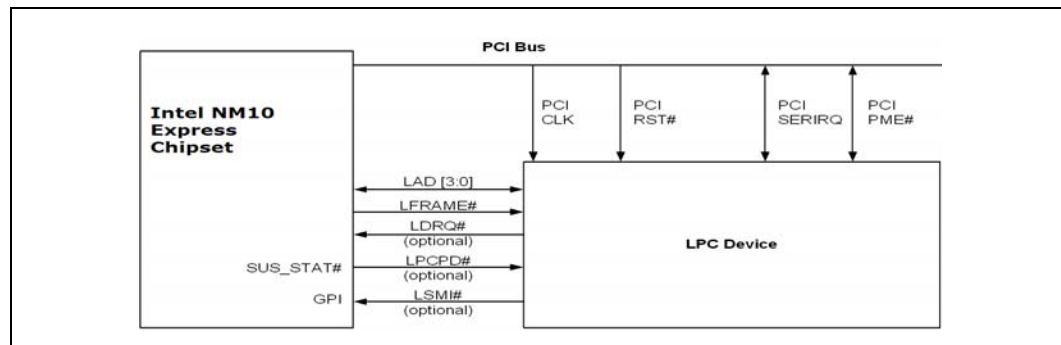 PCI Bus
Intel NM10
Express
Chipset
PCI
CLK
PCI
RST#
PCI
SERIRQ
PCI
PME#
LAD [3:0]
LFRAME#
LDRQ#
(optional)
LPC Device
SUS_STAT#
LPCPD#
(optional)
GPI
LSMI#
(optional)